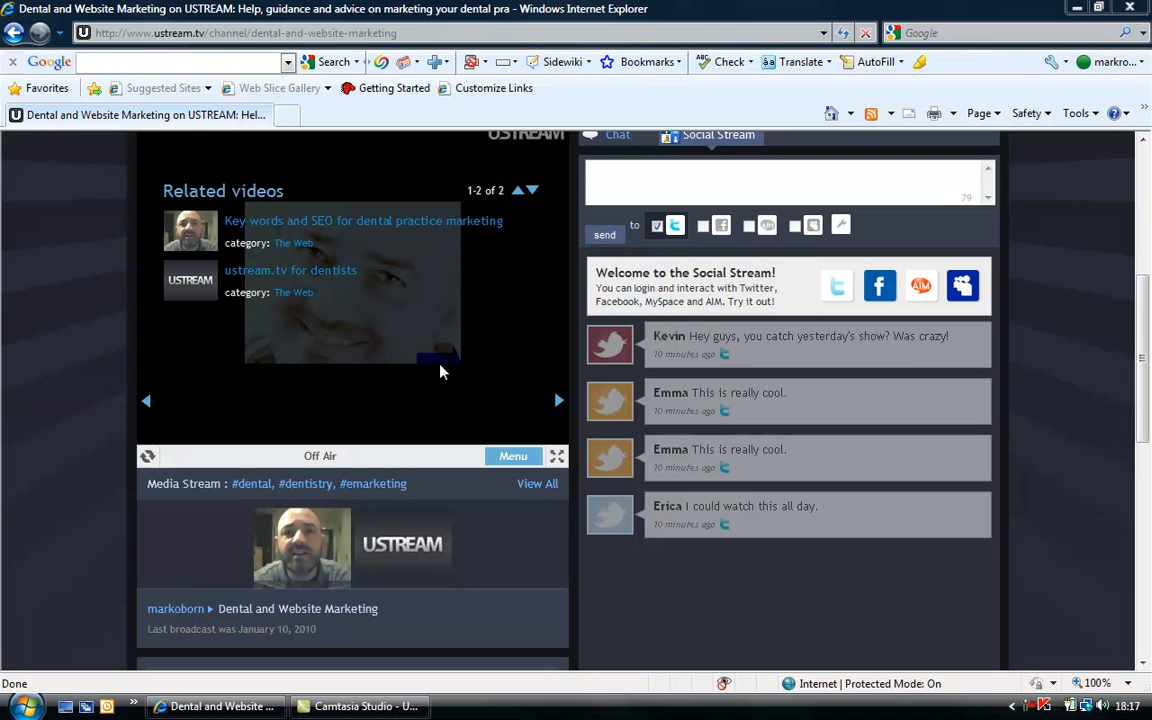 Dental and Website Marketing on USTREAM: Help, guidance and advice on marketing your dental pra - Windows Internet Explorer
http://www.ustream.tv/channel/dental-and-website-marketing
Google
Google Search Sidewiki Bookmarks Check Translate AutoFill markro...
Favorites Suggested Sites Web Slice Gallery Getting Started Customize Links
Dental and Website Marketing on USTREAM: Hel...
Page Safety Tools
USTREAM
Chat Social Stream
Related videos 1-2 of 2
79
Key words and SEO for dental practice marketing
category: The Web
send to
ustream.tv for dentists
category: The Web
USTREAM
Welcome to the Social Stream!
You can login and interact with Twitter,
Facebook, MySpace and AIM. Try it out!
AIM
Kevin Hey guys, you catch yesterday's show? Was crazy!
10 minutes ago
Emma This is really cool.
10 minutes ago
Emma This is really cool.
10 minutes ago
Erica I could watch this all day.
10 minutes ago
Off Air Menu
Media Stream : #dental, #dentistry, #emarketing View All
USTREAM
markoborn Dental and Website Marketing
Last broadcast was January 10, 2010
Done Internet | Protected Mode: On 100%
Dental and Website ... Camtasia Studio - U... 18:17